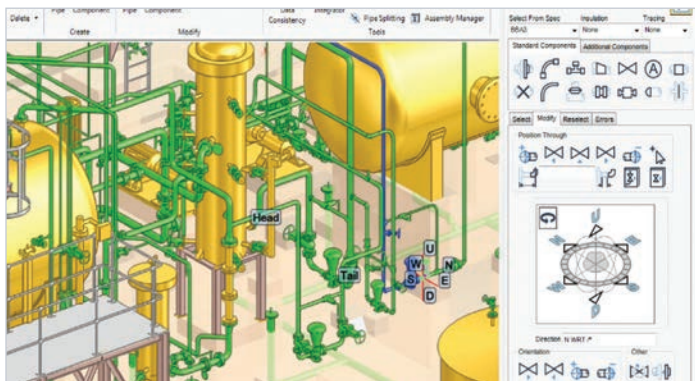 Pipe Component
Pipe Component
Data
Integrator
Delete
Consistency
Pipe Splitting
Assembly Manager
Create
Modify
Tools
Select From Spec
Insulation
Tracing
None
None
Standard Components
Additional Components
A
Select
Modify
Reselect
Errors
Position Through
Head
Tail
U
W
N
S
E
D
U
D
Direction N WRT /*
Orientation
Other